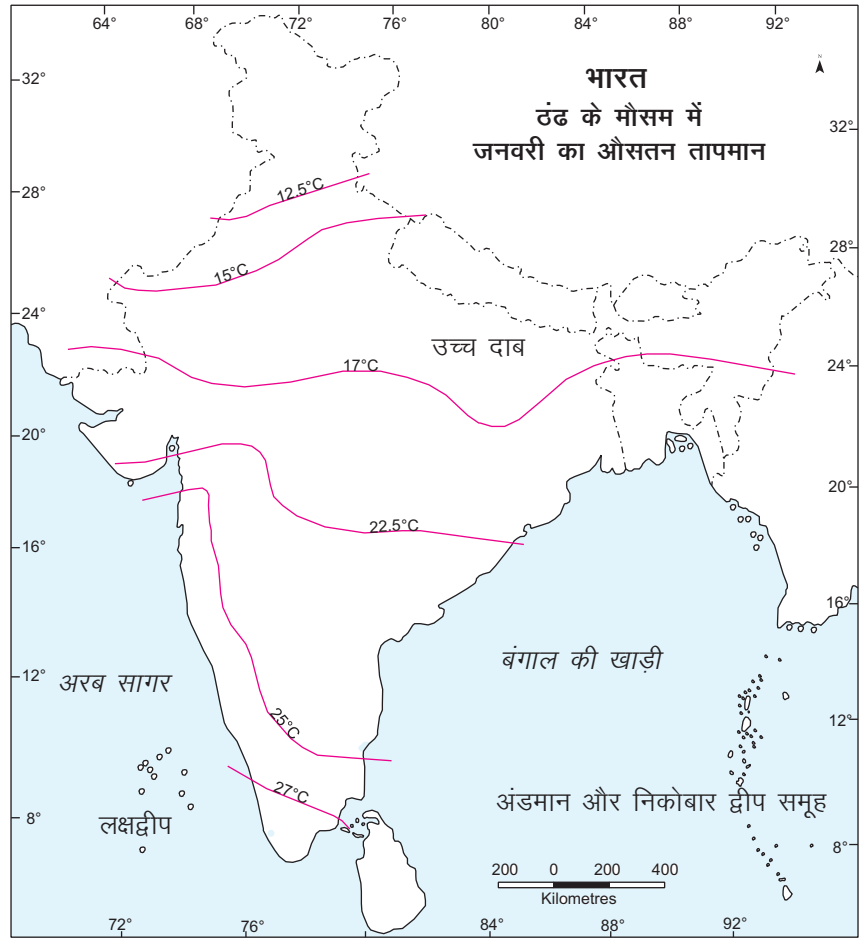 64° 68° 72° 76° 80° 84° 88° 92°
N
भारत
ठंढ के मौसम में
जनवरी का औसतन तापमान
32°
32°
28°
12.5°C
28°
15°C
24°
उच्च दाब
17°C
24°
20°
20°
22.5°C
16°
16°
बंगाल की खाड़ी
अरब सागर
12°
12°
25°C
27°C
अंडमान और निकोबार द्वीप समूह
लक्षद्वीप
8°
8°
200 0 200 400
Kilometres
72° 76° 84° 88° 92°